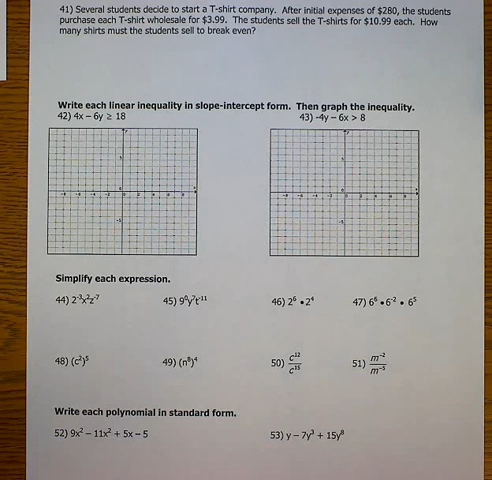 41) Several students decide to start a T-shirt company. After initial expenses of $280, the students
purchase each T-shirt wholesale for $3.99. The students sell the T-shirts for $10.99 each. How
many shirts must the students sell to break even?
Write each linear inequality in slope-intercept form. Then graph the inequality.
42) 4x – 6y ≥ 18
43) -4y – 6x > 8
Simplify each expression.
44) 2⁻³x²z⁻⁷
45) 9⁰y⁷t⁻¹¹
46) 2⁶ • 2⁴
47) 6⁶ • 6⁻² • 6⁵
48) (c²)⁵
49) (n⁸)⁴
50) c¹²/c¹⁵
51) m⁻²/m⁻⁵
Write each polynomial in standard form.
52) 9x² – 11x² + 5x – 5
53) y – 7y³ + 15y⁸